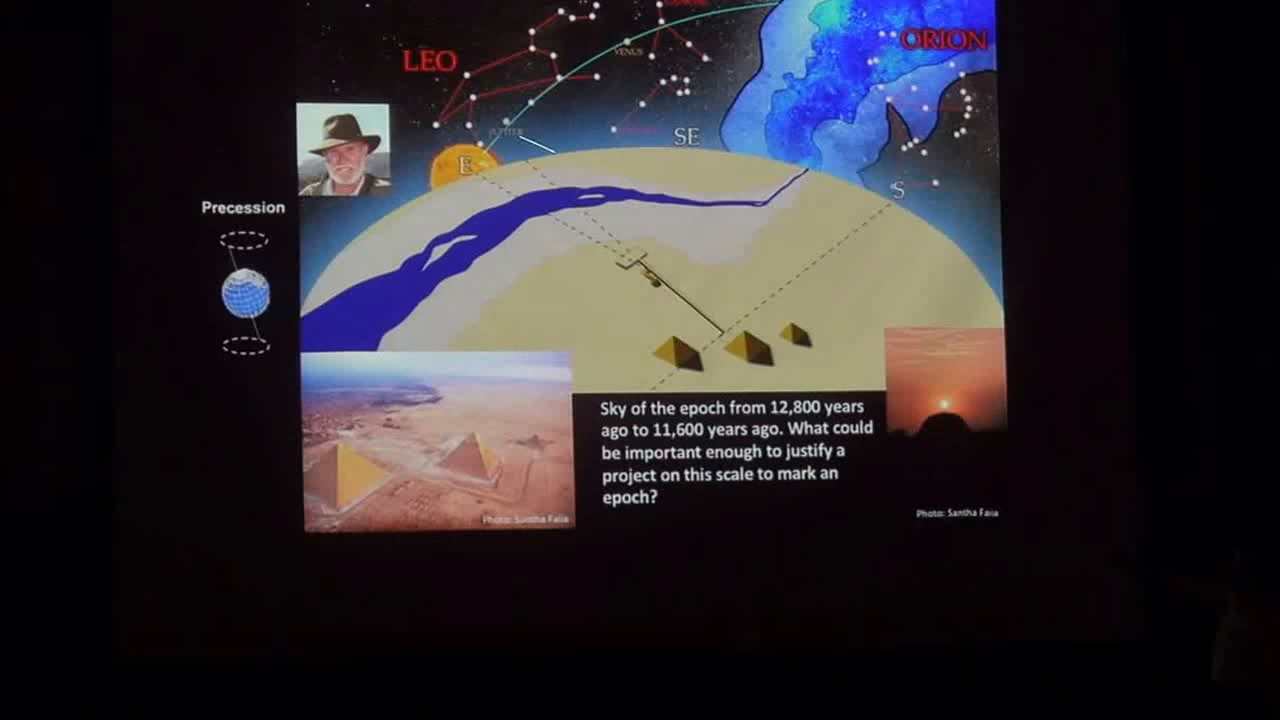 LEO
VENUS
ORION
JUPITER
SE
E
S
Precession
Sky of the epoch from 12,800 years
ago to 11,600 years ago. What could
be important enough to justify a
project on this scale to mark an
epoch?
Photo: Santha Faiia
Photo: Santha Faiia